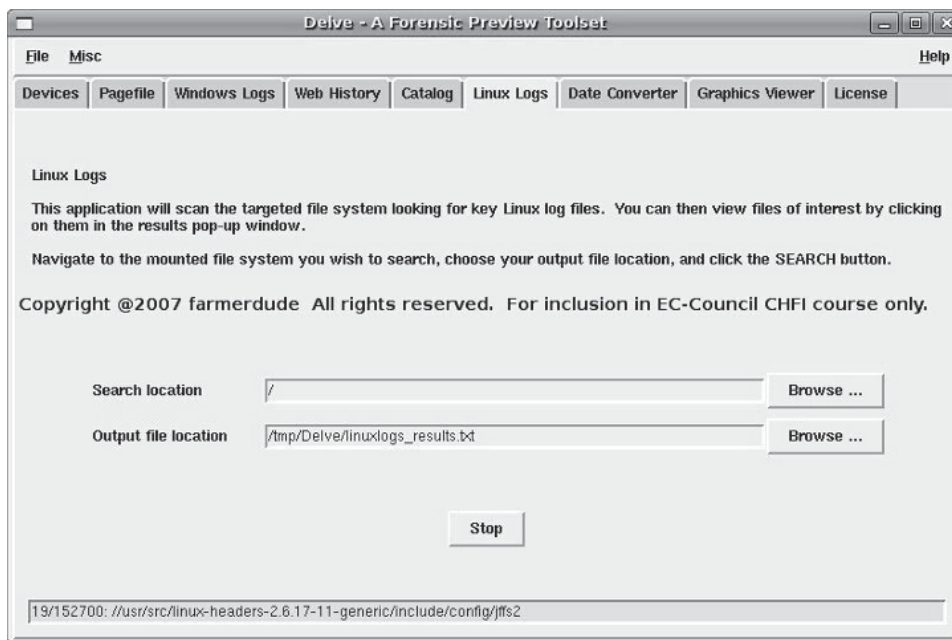 Delve - A Forensic Preview Toolset
File Misc Help
Devices Pagefile Windows Logs Web History Catalog Linux Logs Date Converter Graphics Viewer License
Linux Logs
This application will scan the targeted file system looking for key Linux log files. You can then view files of interest by clicking
on them in the results pop-up window.
Navigate to the mounted file system you wish to search, choose your output file location, and click the SEARCH button.
Copyright @2007 farmerdude All rights reserved. For inclusion in EC-Council CHFI course only.
Search location / Browse ...
Output file location /tmp/Delve/linuxlogs_results.txt Browse ...
Stop
19/152700: //usr/src/linux-headers-2.6.17-11-generic/include/config/jffs2